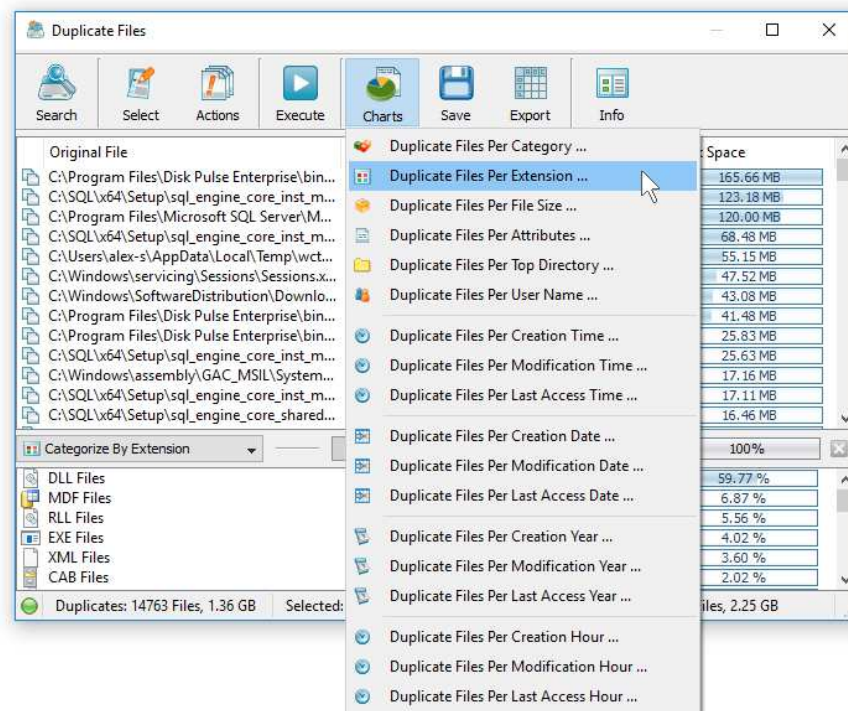 Duplicate Files
Search Select Actions Execute Charts Save Export Info
Original File
Space
C:\Program Files\Disk Pulse Enterprise\bin... 165.66 MB
C:\SQL\x64\Setup\sql_engine_core_inst_m... 123.18 MB
C:\Program Files\Microsoft SQL Server\M... 120.00 MB
C:\SQL\x64\Setup\sql_engine_core_inst_m... 68.48 MB
C:\Users\alex-s\AppData\Local\Temp\wct... 55.15 MB
C:\Windows\servicing\Sessions\Sessions.x... 47.52 MB
C:\Windows\SoftwareDistribution\Downlo... 43.08 MB
C:\Program Files\Disk Pulse Enterprise\bin... 41.48 MB
C:\Program Files\Disk Pulse Enterprise\bin... 25.83 MB
C:\SQL\x64\Setup\sql_engine_core_inst_m... 25.63 MB
C:\Windows\assembly\GAC_MSIL\System... 17.16 MB
C:\SQL\x64\Setup\sql_engine_core_inst_m... 17.11 MB
C:\SQL\x64\Setup\sql_engine_core_shared... 16.46 MB
Categorize By Extension 100%
DLL Files 59.77 %
MDF Files 6.87 %
RLL Files 5.56 %
EXE Files 4.02 %
XML Files 3.60 %
CAB Files 2.02 %
Duplicates: 14763 Files, 1.36 GB Selected: iles, 2.25 GB
Duplicate Files Per Category ...
Duplicate Files Per Extension ...
Duplicate Files Per File Size ...
Duplicate Files Per Attributes ...
Duplicate Files Per Top Directory ...
Duplicate Files Per User Name ...
Duplicate Files Per Creation Time ...
Duplicate Files Per Modification Time ...
Duplicate Files Per Last Access Time ...
Duplicate Files Per Creation Date ...
Duplicate Files Per Modification Date ...
Duplicate Files Per Last Access Date ...
Duplicate Files Per Creation Year ...
Duplicate Files Per Modification Year ...
Duplicate Files Per Last Access Year ...
Duplicate Files Per Creation Hour ...
Duplicate Files Per Modification Hour ...
Duplicate Files Per Last Access Hour ...